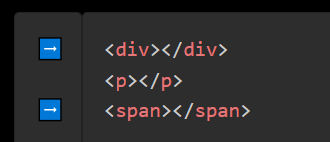 ➡ <div></div>
<p></p>
➡ <span></span>